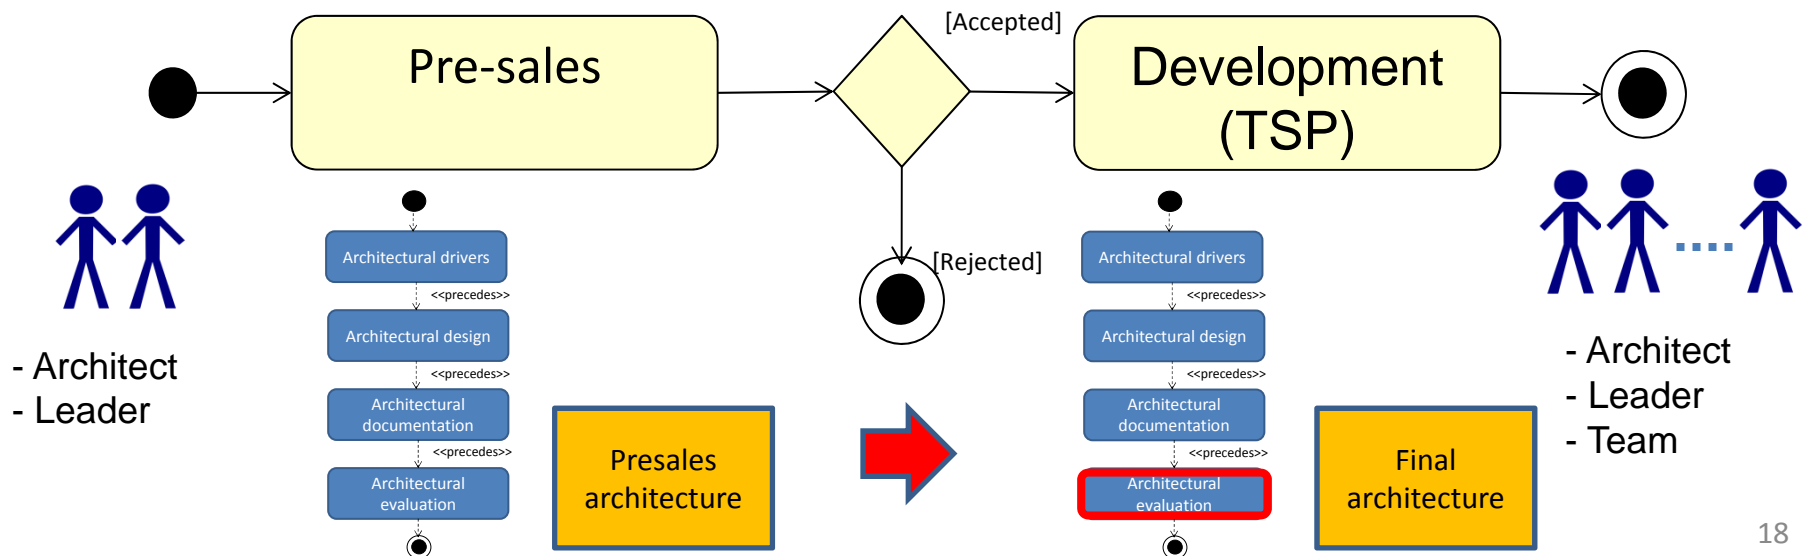 Pre-sales
[Accepted]
Development
(TSP)
[Rejected]
- Architect
- Leader
Architectural drivers
<<precedes>>
Architectural design
<<precedes>>
Architectural
documentation
<<precedes>>
Architectural
evaluation
Presales
architecture
Architectural drivers
<<precedes>>
Architectural design
<<precedes>>
Architectural
documentation
<<precedes>>
Architectural
evaluation
Final
architecture
- Architect
- Leader
- Team
18